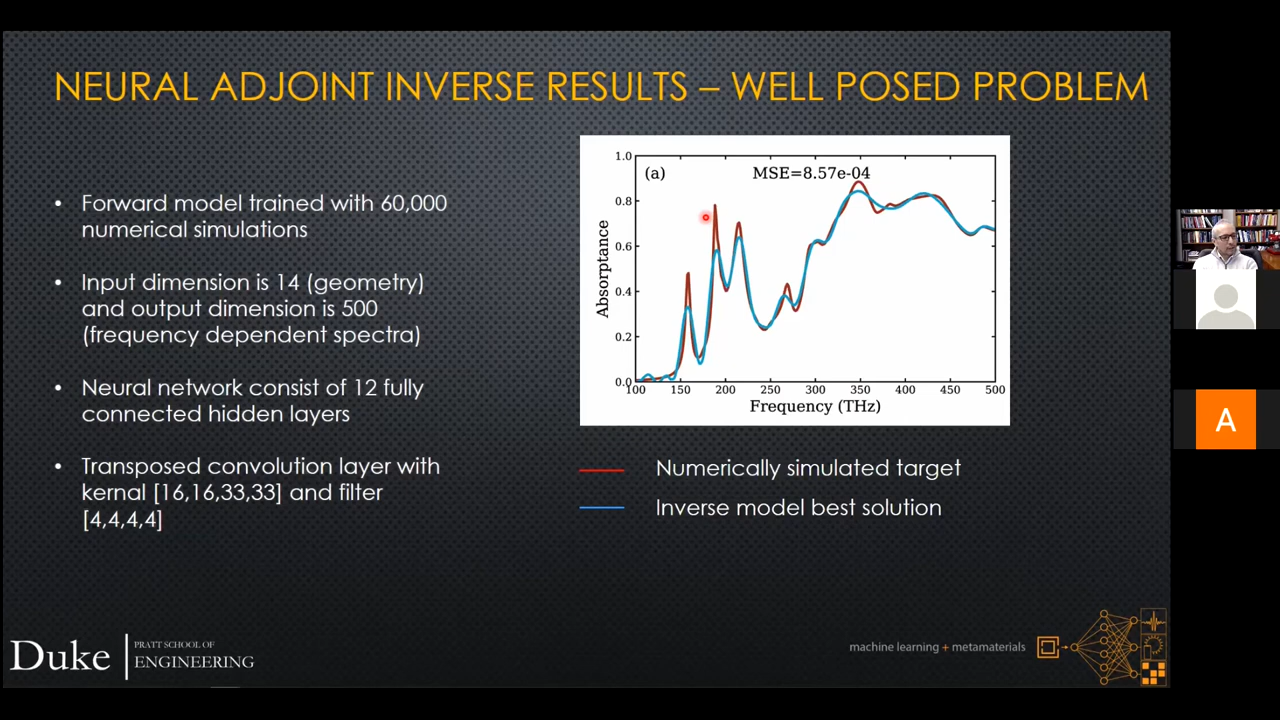 NEURAL ADJOINT INVERSE RESULTS – WELL POSED PROBLEM
• Forward model trained with 60,000
numerical simulations
• Input dimension is 14 (geometry)
and output dimension is 500
(frequency dependent spectra)
• Neural network consist of 12 fully
connected hidden layers
• Transposed convolution layer with
kernal [16,16,33,33] and filter
[4,4,4,4]
(a)
MSE=8.57e-04
Absorptance
1.0
0.8
0.6
0.4
0.2
0.0
100 150 200 250 300 350 400 450 500
Frequency (THz)
Numerically simulated target
Inverse model best solution
A
Duke
PRATT SCHOOL OF
ENGINEERING
machine learning + metamaterials